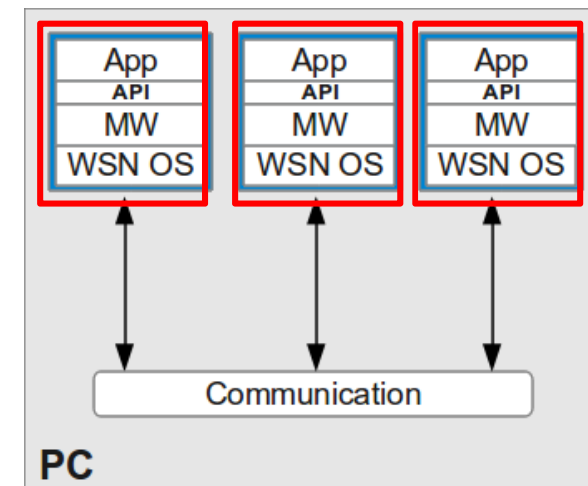 App
API
MW
WSN OS
App
API
MW
WSN OS
App
API
MW
WSN OS
Communication
PC